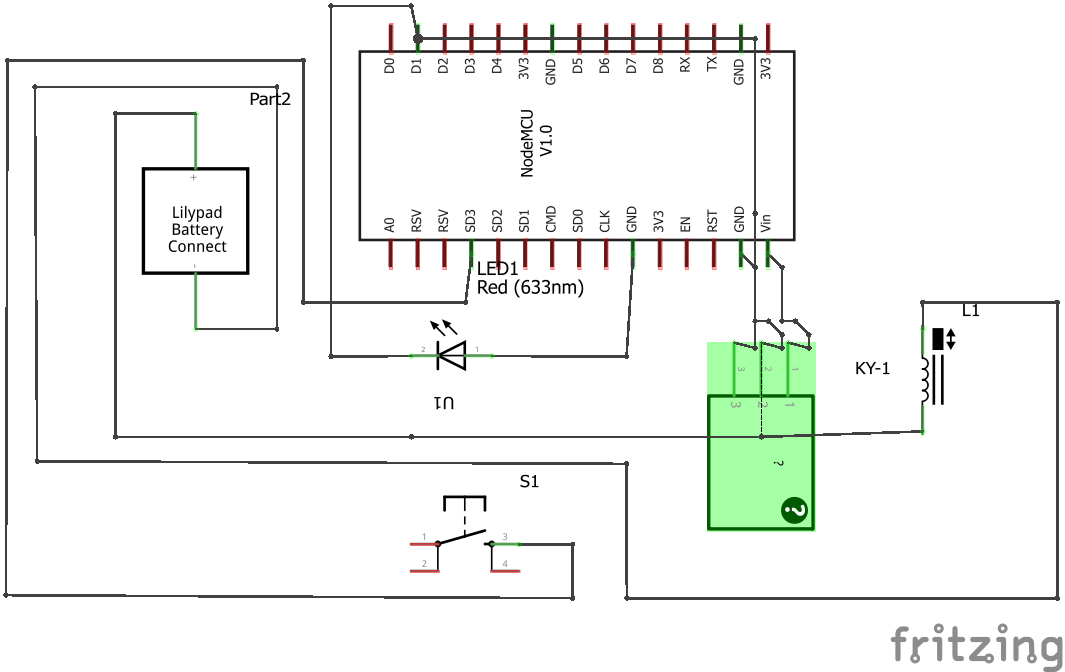 D0
D1
D2
D3
D4
3V3
GND
D5
D6
D7
D8
RX
TX
GND
3V3
Part2
NodeMCU
V1.0
+
Lilypad
Battery
Connect
-
A0
RSV
RSV
SD3
SD2
SD1
CMD
SD0
CLK
GND
3V3
EN
RST
GND
Vin
LED1
Red (633nm)
L1
2
1
3
2
1
KY-1
U1
3
2
1
?
S1
1
3
2
4
fritzing